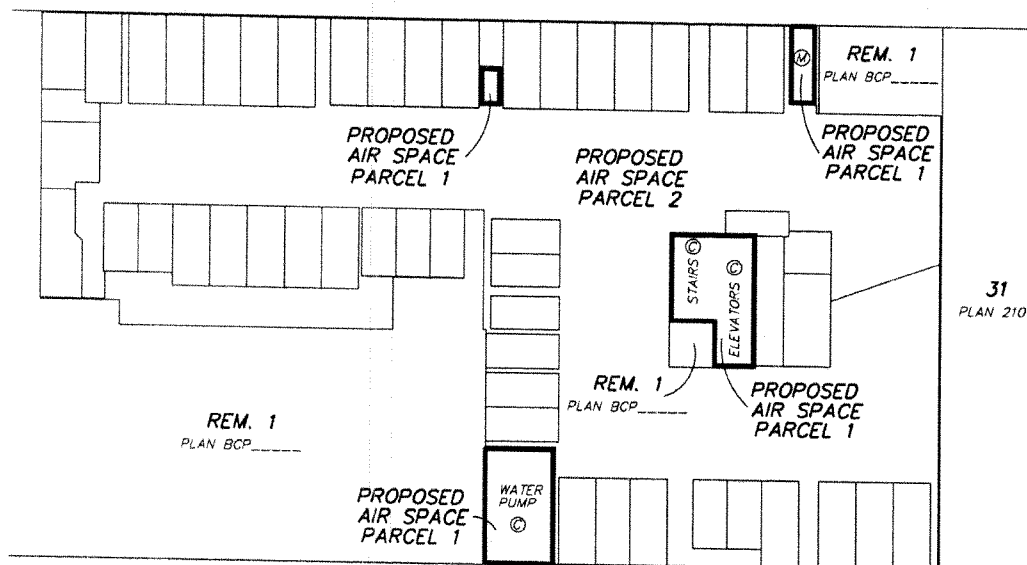 M
REM. 1
PLAN BCP_____
PROPOSED
AIR SPACE
PARCEL 1
PROPOSED
AIR SPACE
PARCEL 2
PROPOSED
AIR SPACE
PARCEL 1
STAIRS C
ELEVATORS C
31
PLAN 210
REM. 1
PLAN BCP_____
PROPOSED
AIR SPACE
PARCEL 1
REM. 1
PLAN BCP_____
PROPOSED
AIR SPACE
PARCEL 1
WATER
PUMP
C